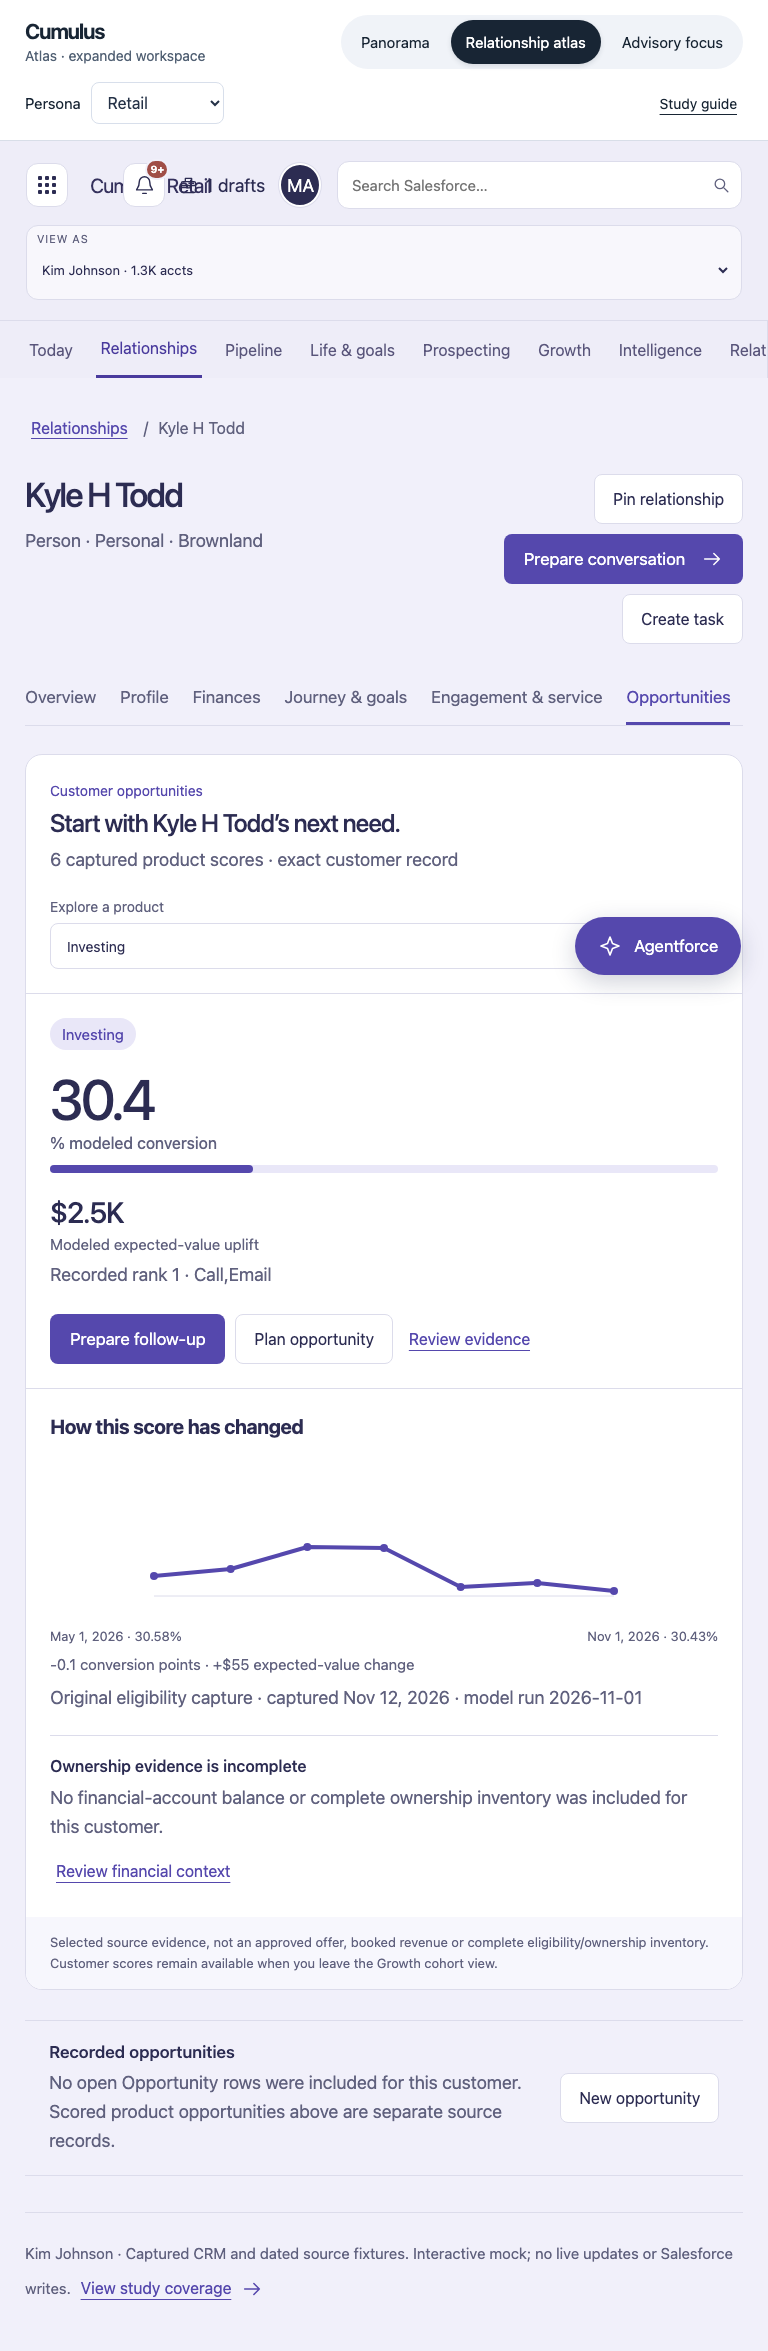 Cumulus
Atlas · expanded workspace
Panorama
Relationship atlas
Advisory focus
Persona
Retail
Study guide
9+
Retail
1 drafts
MA
Search Salesforce...
VIEW AS
Kim Johnson · 1.3K accts
Today
Relationships
Pipeline
Life & goals
Prospecting
Growth
Intelligence
Relat
Relationships / Kyle H Todd
Kyle H Todd
Person · Personal · Brownland
Pin relationship
Prepare conversation →
Create task
Overview
Profile
Finances
Journey & goals
Engagement & service
Opportunities
Customer opportunities
Start with Kyle H Todd’s next need.
6 captured product scores · exact customer record
Explore a product
Investing
Agentforce
Investing
30.4
% modeled conversion
$2.5K
Modeled expected-value uplift
Recorded rank 1 · Call,Email
Prepare follow-up
Plan opportunity
Review evidence
How this score has changed
May 1, 2026 · 30.58%
Nov 1, 2026 · 30.43%
-0.1 conversion points · +$55 expected-value change
Original eligibility capture · captured Nov 12, 2026 · model run 2026-11-01
Ownership evidence is incomplete
No financial-account balance or complete ownership inventory was included for
this customer.
Review financial context
Selected source evidence, not an approved offer, booked revenue or complete eligibility/ownership inventory.
Customer scores remain available when you leave the Growth cohort view.
Recorded opportunities
No open Opportunity rows were included for this customer.
Scored product opportunities above are separate source
records.
New opportunity
Kim Johnson · Captured CRM and dated source fixtures. Interactive mock; no live updates or Salesforce
writes. View study coverage →